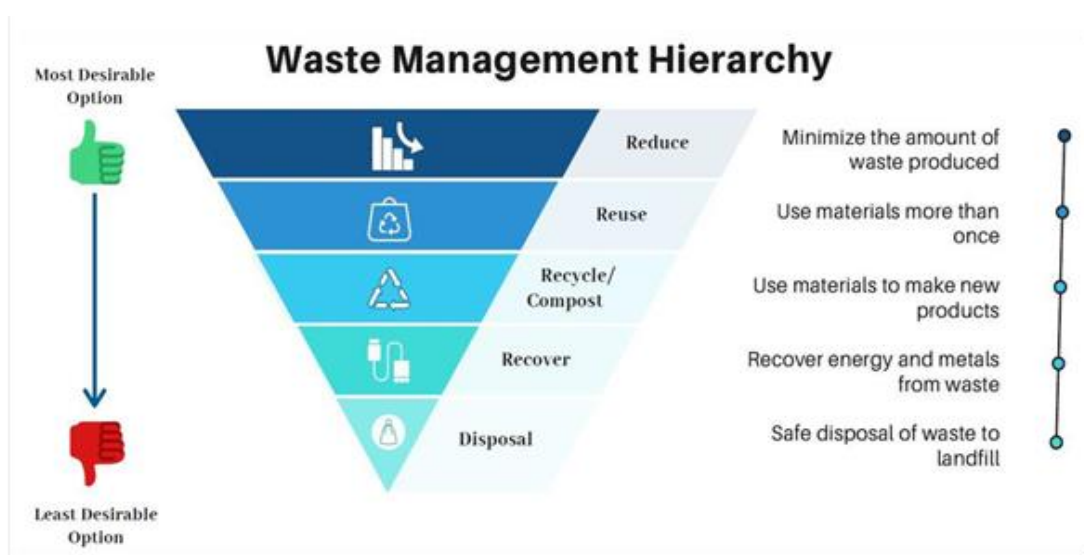 Waste Management Hierarchy
Most Desirable
Option
Reduce
Minimize the amount of
waste produced
Reuse
Use materials more than
once
Recycle/
Compost
Use materials to make new
products
Recover
Recover energy and metals
from waste
Disposal
Safe disposal of waste to
landfill
Least Desirable
Option